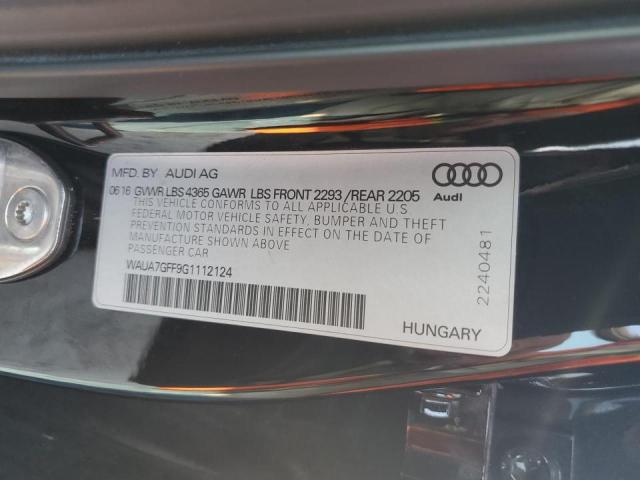 MFD. BY AUDI AG
06 16 GVWR LBS 4365 GAWR LBS FRONT 2293 /REAR 2205
THIS VEHICLE CONFORMS TO ALL APPLICABLE U.S
FEDERAL MOTOR VEHICLE SAFETY, BUMPER AND THEFT
PREVENTION STANDARDS IN EFFECT ON THE DATE OF
MANUFACTURE SHOWN ABOVE
PASSENGER CAR
WAUA7GFF9G1112124
Audi
2240481
HUNGARY